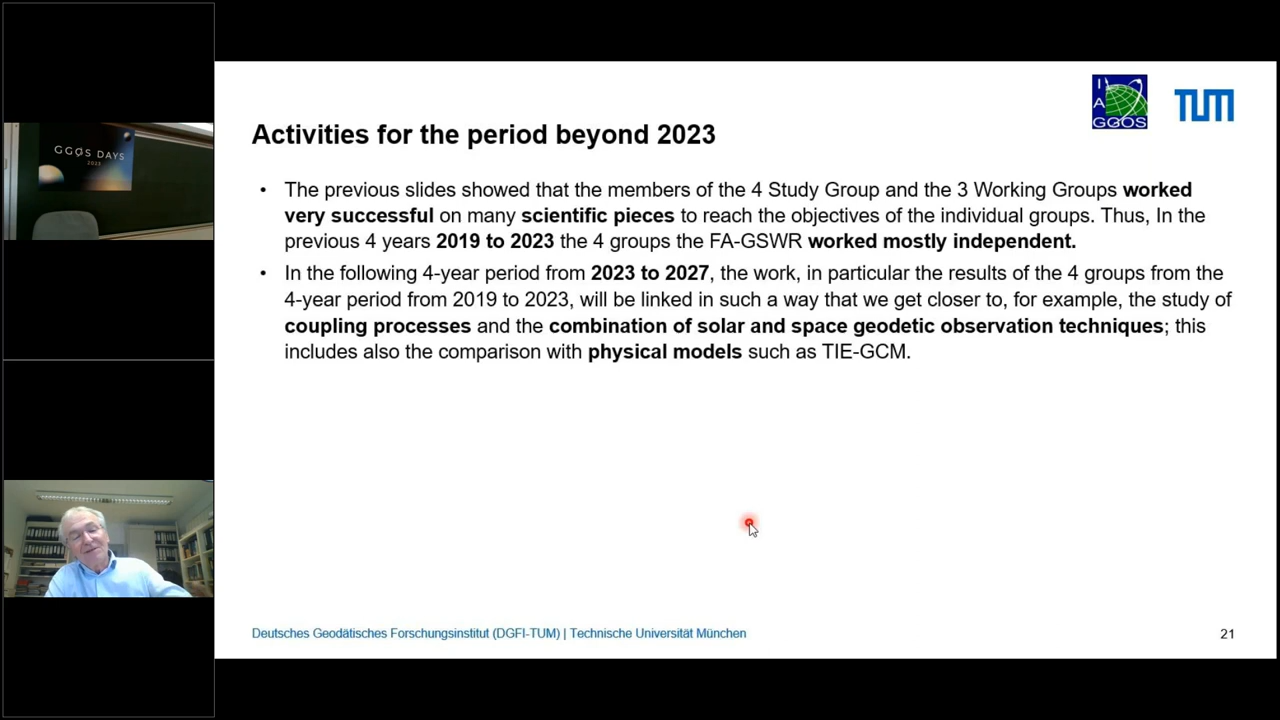 GGOS DAYS
2023
I
A
GGOS
TUM
Activities for the period beyond 2023
• The previous slides showed that the members of the 4 Study Group and the 3 Working Groups worked
very successful on many scientific pieces to reach the objectives of the individual groups. Thus, In the
previous 4 years 2019 to 2023 the 4 groups the FA-GSWR worked mostly independent.
• In the following 4-year period from 2023 to 2027, the work, in particular the results of the 4 groups from the
4-year period from 2019 to 2023, will be linked in such a way that we get closer to, for example, the study of
coupling processes and the combination of solar and space geodetic observation techniques; this
includes also the comparison with physical models such as TIE-GCM.
Deutsches Geodätisches Forschungsinstitut (DGFI-TUM) | Technische Universität München
21